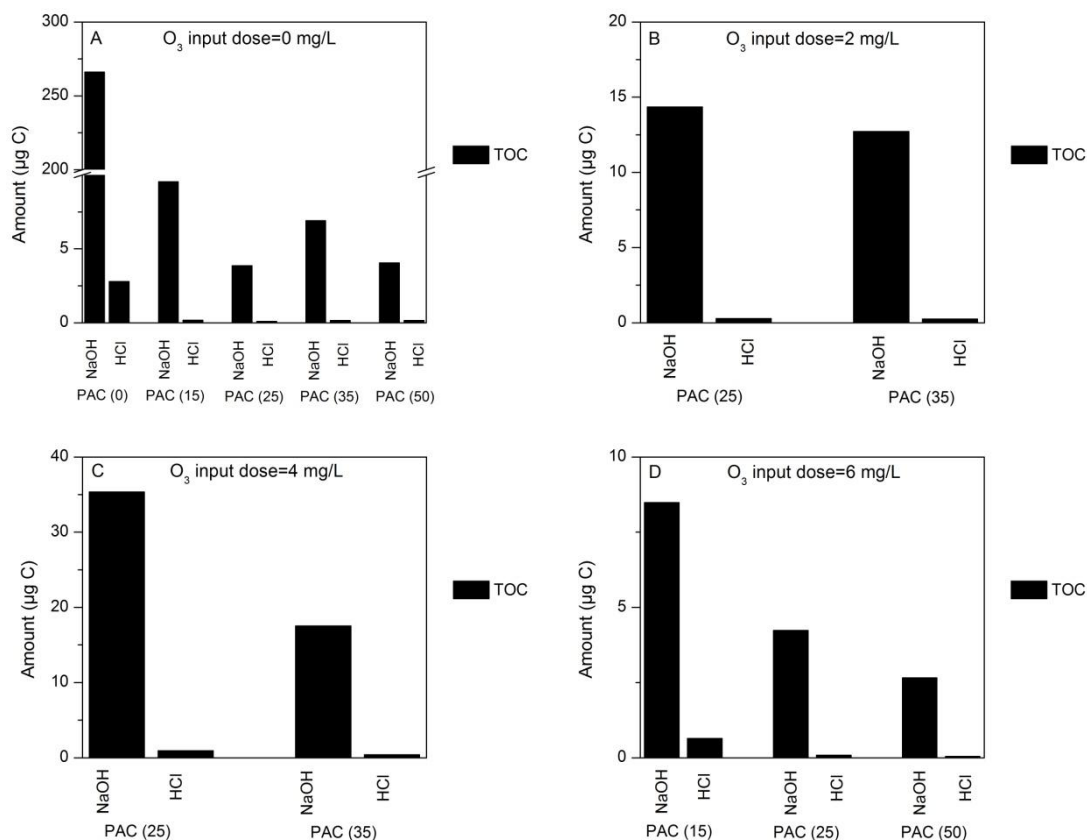 A
O₃ input dose=0 mg/L
300
250
200
5
0
Amount (µg C)
TOC
NaOH HCl NaOH HCl NaOH HCl NaOH HCl NaOH HCl
PAC (0) PAC (15) PAC (25) PAC (35) PAC (50)
B
O₃ input dose=2 mg/L
20
15
10
5
0
Amount (µg C)
TOC
NaOH HCl NaOH HCl
PAC (25) PAC (35)
C
O₃ input dose=4 mg/L
40
30
20
10
0
Amount (µg C)
TOC
NaOH HCl NaOH HCl
PAC (25) PAC (35)
D
O₃ input dose=6 mg/L
10
5
0
Amount (µg C)
TOC
NaOH HCl NaOH HCl NaOH HCl
PAC (15) PAC (25) PAC (50)